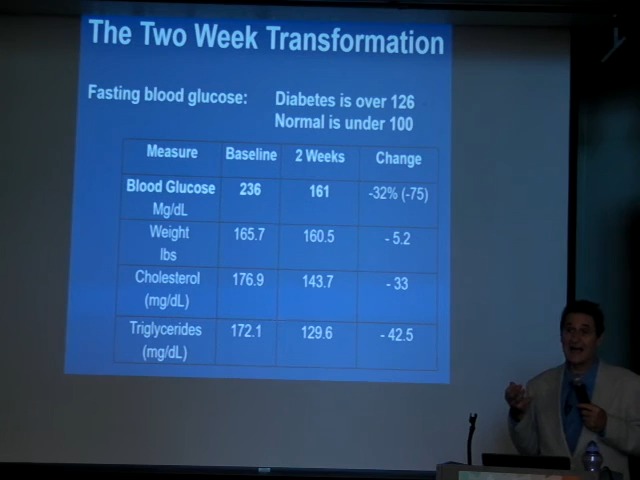 The Two Week Transformation
Fasting blood glucose: Diabetes is over 126
Normal is under 100
Measure Baseline 2 Weeks Change
Blood Glucose 236 161 -32% (-75)
Mg/dL
Weight 165.7 160.5 - 5.2
lbs
Cholesterol 176.9 143.7 - 33
(mg/dL)
Triglycerides 172.1 129.6 - 42.5
(mg/dL)